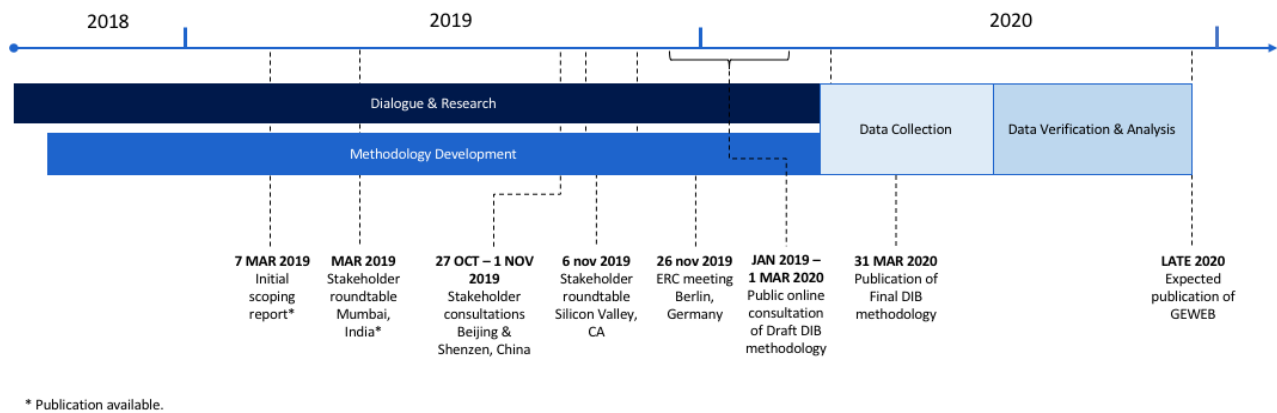 2018
2019
2020
Dialogue & Research
Methodology Development
Data Collection
Data Verification & Analysis
7 MAR 2019
Initial
scoping
report*
MAR 2019
Stakeholder
roundtable
Mumbai,
India*
27 OCT – 1 NOV
2019
Stakeholder
consultations
Beijing &
Shenzen, China
6 nov 2019
Stakeholder
roundtable
Silicon Valley,
CA
26 nov 2019
ERC meeting
Berlin,
Germany
JAN 2019 –
1 MAR 2020
Public online
consultation
of Draft DIB
methodology
31 MAR 2020
Publication of
Final DIB
methodology
LATE 2020
Expected
publication of
GEWEB
* Publication available.